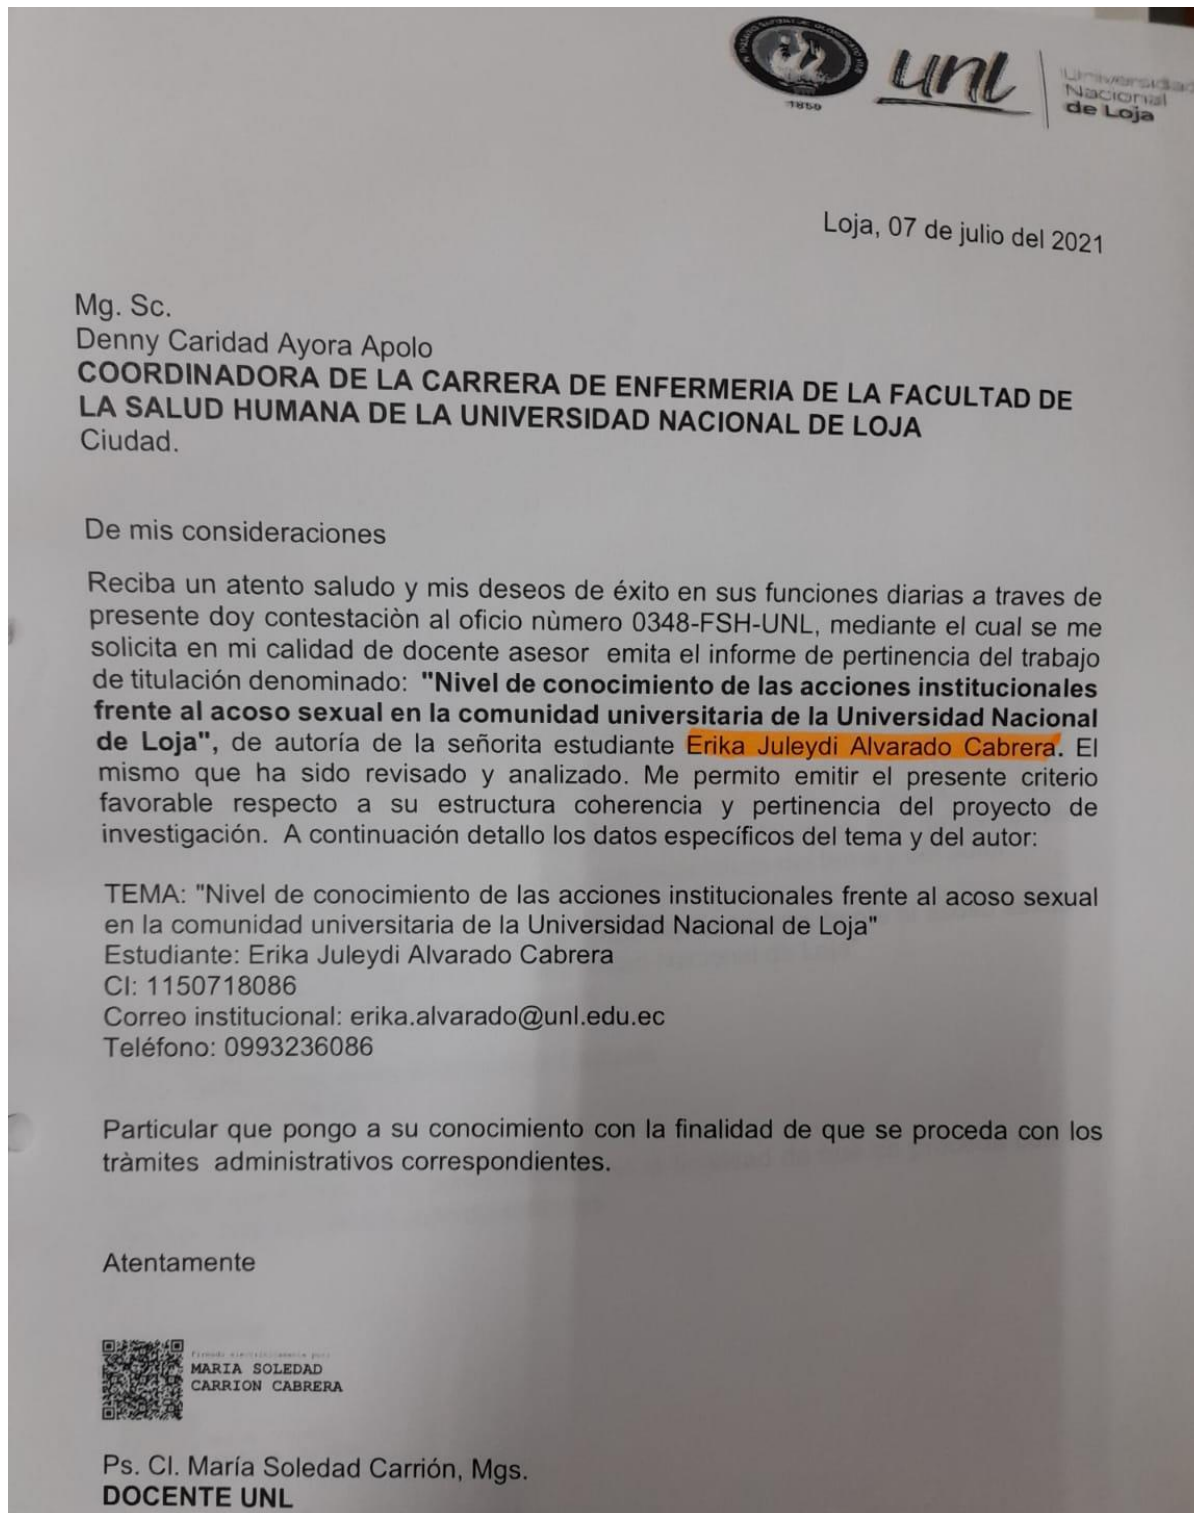 1859
unl
Universidad
Nacional
de Loja
Loja, 07 de julio del 2021
Mg. Sc.
Denny Caridad Ayora Apolo
COORDINADORA DE LA CARRERA DE ENFERMERIA DE LA FACULTAD DE
LA SALUD HUMANA DE LA UNIVERSIDAD NACIONAL DE LOJA
Ciudad.
De mis consideraciones
Reciba un atento saludo y mis deseos de éxito en sus funciones diarias a traves de
presente doy contestaciòn al oficio nùmero 0348-FSH-UNL, mediante el cual se me
solicita en mi calidad de docente asesor emita el informe de pertinencia del trabajo
de titulación denominado: "Nivel de conocimiento de las acciones institucionales
frente al acoso sexual en la comunidad universitaria de la Universidad Nacional
de Loja", de autoría de la señorita estudiante Erika Juleydi Alvarado Cabrera. El
mismo que ha sido revisado y analizado. Me permito emitir el presente criterio
favorable respecto a su estructura coherencia y pertinencia del proyecto de
investigación. A continuación detallo los datos específicos del tema y del autor:
TEMA: "Nivel de conocimiento de las acciones institucionales frente al acoso sexual
en la comunidad universitaria de la Universidad Nacional de Loja"
Estudiante: Erika Juleydi Alvarado Cabrera
CI: 1150718086
Correo institucional: erika.alvarado@unl.edu.ec
Teléfono: 0993236086
Particular que pongo a su conocimiento con la finalidad de que se proceda con los
tràmites administrativos correspondientes.
Atentamente
Firmado electrónicamente por:
MARIA SOLEDAD
CARRION CABRERA
Ps. Cl. María Soledad Carrión, Mgs.
DOCENTE UNL